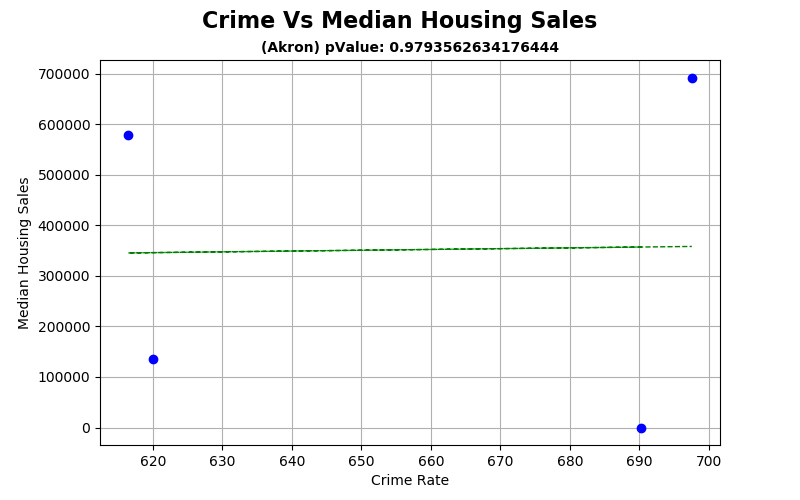 Crime Vs Median Housing Sales
(Akron) pValue: 0.9793562634176444
Median Housing Sales
700000
600000
500000
400000
300000
200000
100000
0
620 630 640 650 660 670 680 690 700
Crime Rate